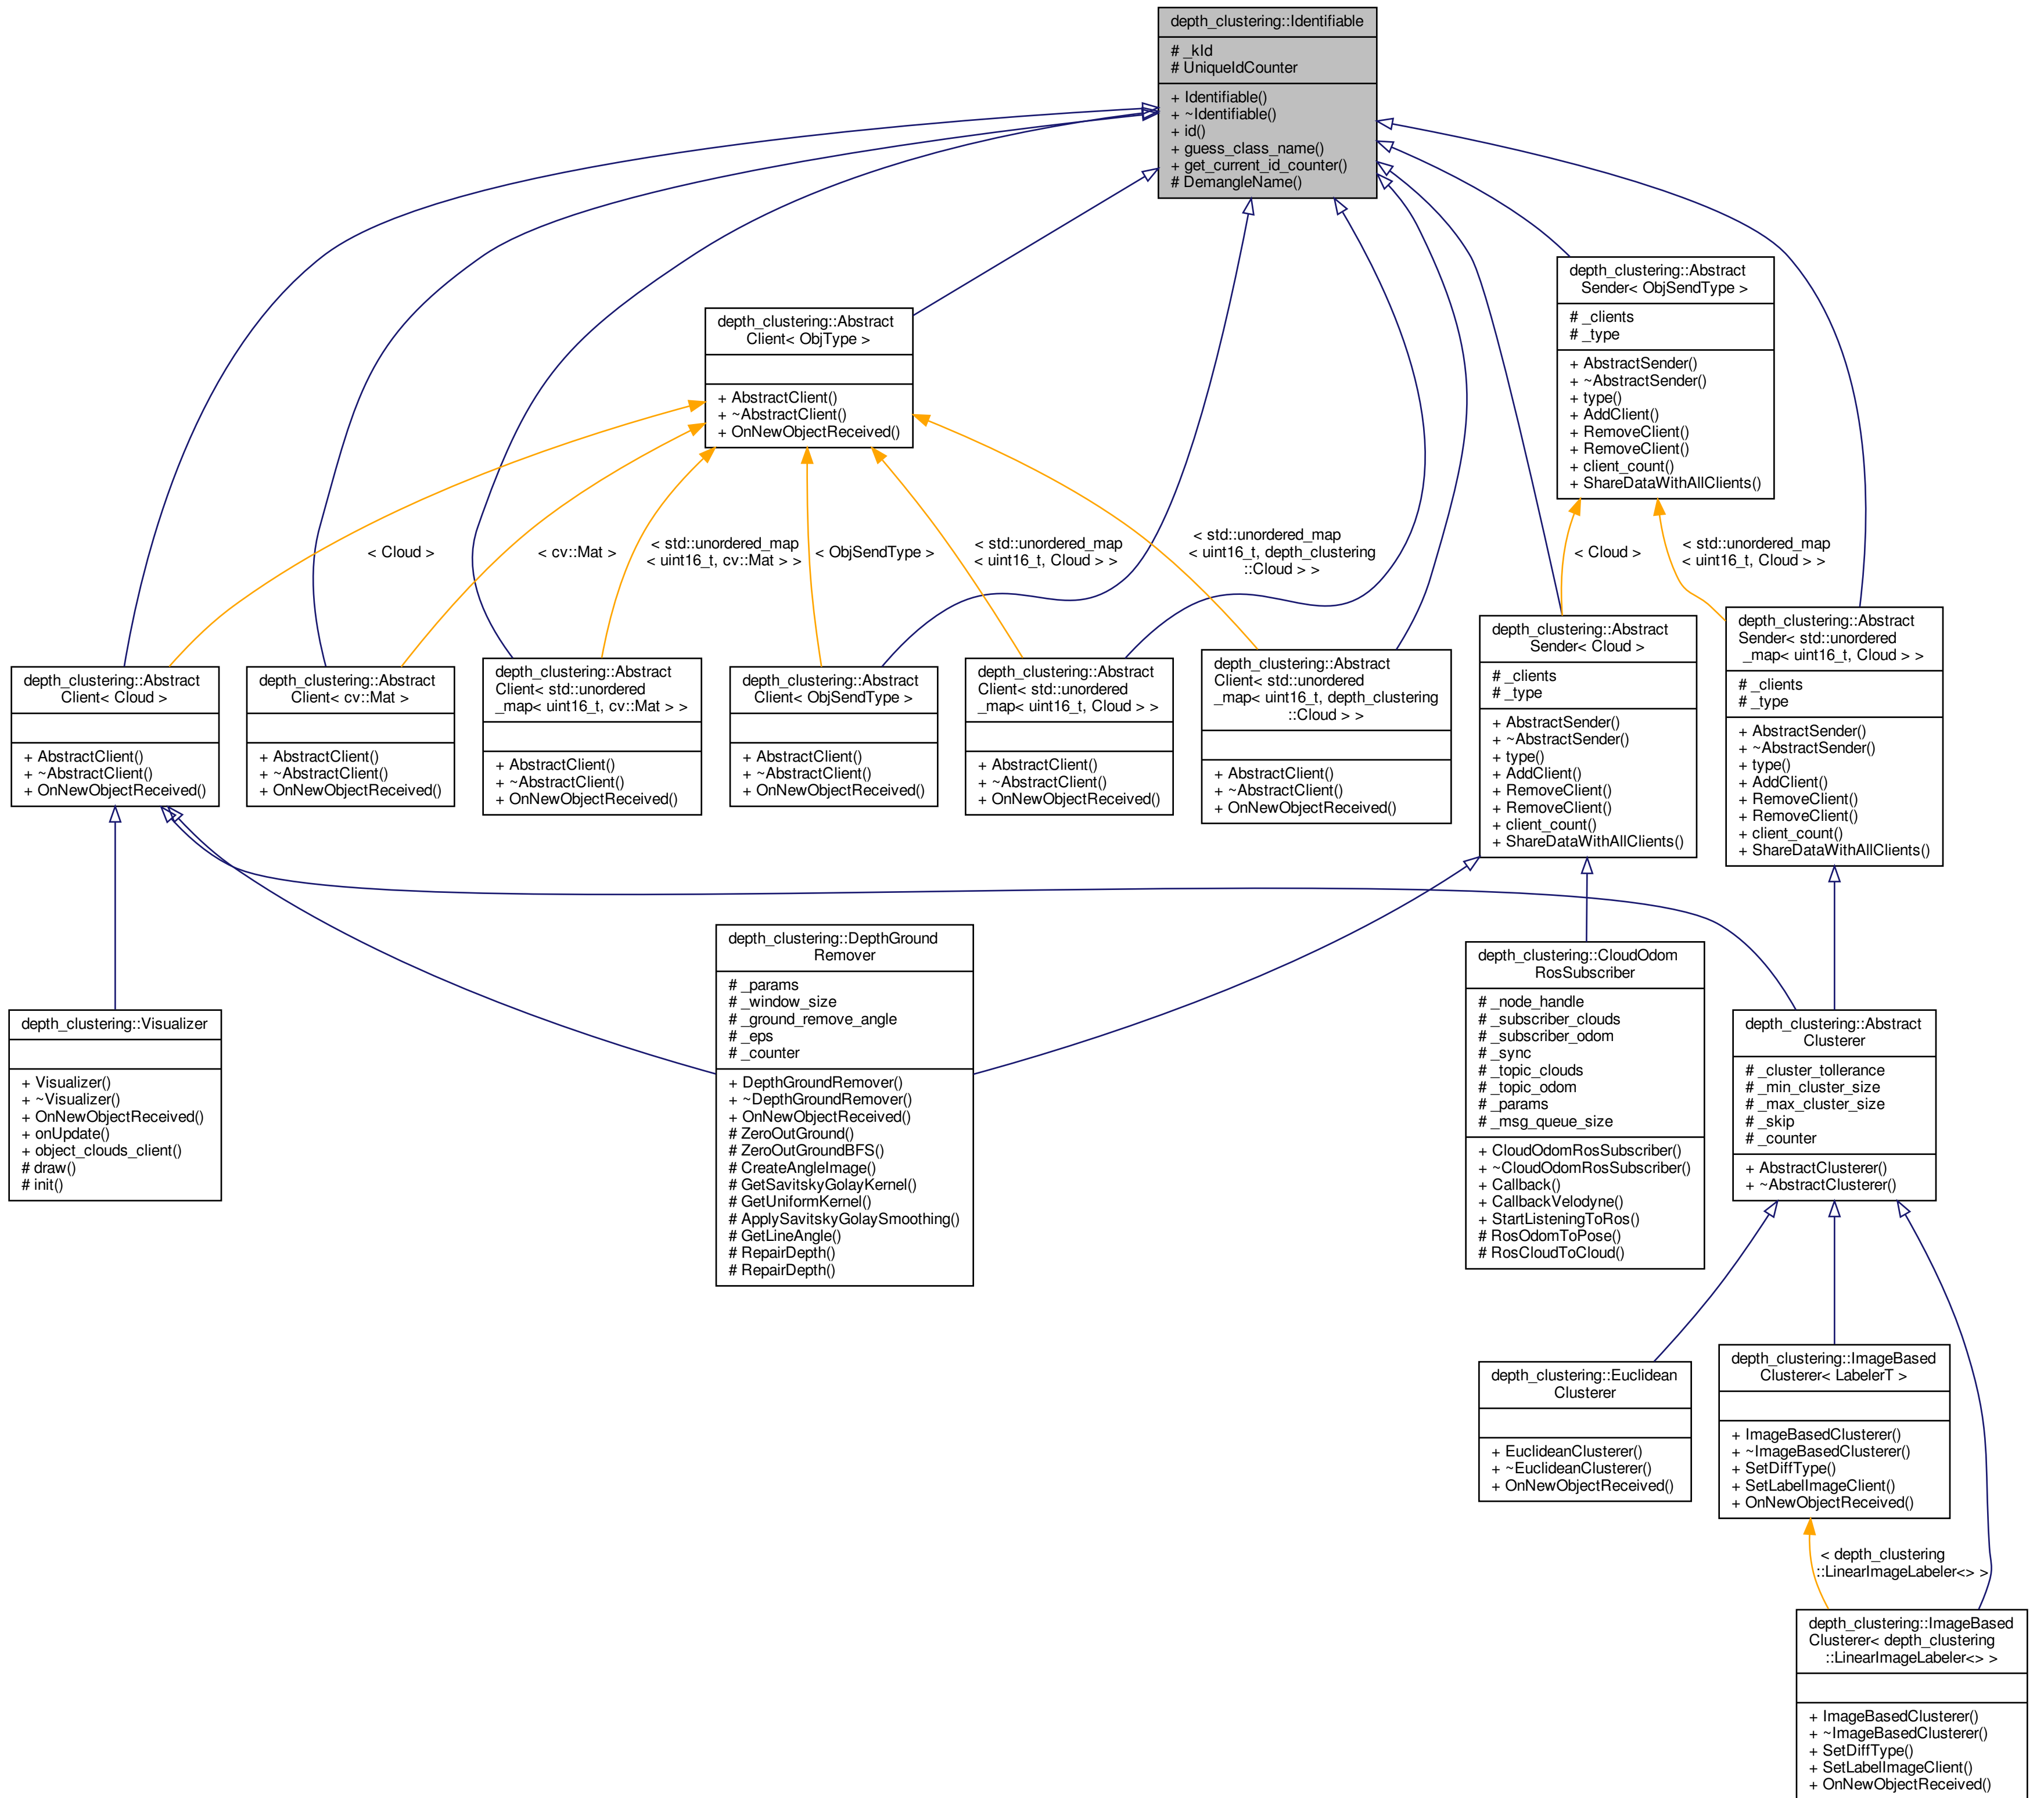 depth_clustering::Identifiable
# _kId
# UniqueIdCounter
+ Identifiable()
+ ~Identifiable()
+ id()
+ guess_class_name()
+ get_current_id_counter()
# DemangleName()
depth_clustering::Abstract
Sender< ObjSendType >
# _clients
# _type
+ AbstractSender()
+ ~AbstractSender()
+ type()
+ AddClient()
+ RemoveClient()
+ RemoveClient()
+ client_count()
+ ShareDataWithAllClients()
depth_clustering::Abstract
Client< ObjType >
+ AbstractClient()
+ ~AbstractClient()
+ OnNewObjectReceived()
< Cloud >
< cv::Mat >
< std::unordered_map
< uint16_t, cv::Mat > >
< ObjSendType >
< std::unordered_map
< uint16_t, Cloud > >
< std::unordered_map
< uint16_t, depth_clustering
::Cloud > >
< Cloud >
< std::unordered_map
< uint16_t, Cloud > >
depth_clustering::Abstract
Client< Cloud >
+ AbstractClient()
+ ~AbstractClient()
+ OnNewObjectReceived()
depth_clustering::Abstract
Client< cv::Mat >
+ AbstractClient()
+ ~AbstractClient()
+ OnNewObjectReceived()
depth_clustering::Abstract
Client< std::unordered
_map< uint16_t, cv::Mat > >
+ AbstractClient()
+ ~AbstractClient()
+ OnNewObjectReceived()
depth_clustering::Abstract
Client< ObjSendType >
+ AbstractClient()
+ ~AbstractClient()
+ OnNewObjectReceived()
depth_clustering::Abstract
Client< std::unordered
_map< uint16_t, Cloud > >
+ AbstractClient()
+ ~AbstractClient()
+ OnNewObjectReceived()
depth_clustering::Abstract
Client< std::unordered
_map< uint16_t, depth_clustering
::Cloud > >
+ AbstractClient()
+ ~AbstractClient()
+ OnNewObjectReceived()
depth_clustering::Abstract
Sender< Cloud >
# _clients
# _type
+ AbstractSender()
+ ~AbstractSender()
+ type()
+ AddClient()
+ RemoveClient()
+ RemoveClient()
+ client_count()
+ ShareDataWithAllClients()
depth_clustering::Abstract
Sender< std::unordered
_map< uint16_t, Cloud > >
# _clients
# _type
+ AbstractSender()
+ ~AbstractSender()
+ type()
+ AddClient()
+ RemoveClient()
+ RemoveClient()
+ client_count()
+ ShareDataWithAllClients()
depth_clustering::Visualizer
+ Visualizer()
+ ~Visualizer()
+ OnNewObjectReceived()
+ onUpdate()
+ object_clouds_client()
# draw()
# init()
depth_clustering::DepthGround
Remover
# _params
# _window_size
# _ground_remove_angle
# _eps
# _counter
+ DepthGroundRemover()
+ ~DepthGroundRemover()
+ OnNewObjectReceived()
# ZeroOutGround()
# ZeroOutGroundBFS()
# CreateAngleImage()
# GetSavitskyGolayKernel()
# GetUniformKernel()
# ApplySavitskyGolaySmoothing()
# GetLineAngle()
# RepairDepth()
# RepairDepth()
depth_clustering::CloudOdom
RosSubscriber
# _node_handle
# _subscriber_clouds
# _subscriber_odom
# _sync
# _topic_clouds
# _topic_odom
# _params
# _msg_queue_size
+ CloudOdomRosSubscriber()
+ ~CloudOdomRosSubscriber()
+ Callback()
+ CallbackVelodyne()
+ StartListeningToRos()
# RosOdomToPose()
# RosCloudToCloud()
depth_clustering::Abstract
Clusterer
# _cluster_tollerance
# _min_cluster_size
# _max_cluster_size
# _skip
# _counter
+ AbstractClusterer()
+ ~AbstractClusterer()
depth_clustering::Euclidean
Clusterer
+ EuclideanClusterer()
+ ~EuclideanClusterer()
+ OnNewObjectReceived()
depth_clustering::ImageBased
Clusterer< LabelerT >
+ ImageBasedClusterer()
+ ~ImageBasedClusterer()
+ SetDiffType()
+ SetLabelImageClient()
+ OnNewObjectReceived()
< depth_clustering
::LinearImageLabeler<> >
depth_clustering::ImageBased
Clusterer< depth_clustering
::LinearImageLabeler<> >
+ ImageBasedClusterer()
+ ~ImageBasedClusterer()
+ SetDiffType()
+ SetLabelImageClient()
+ OnNewObjectReceived()